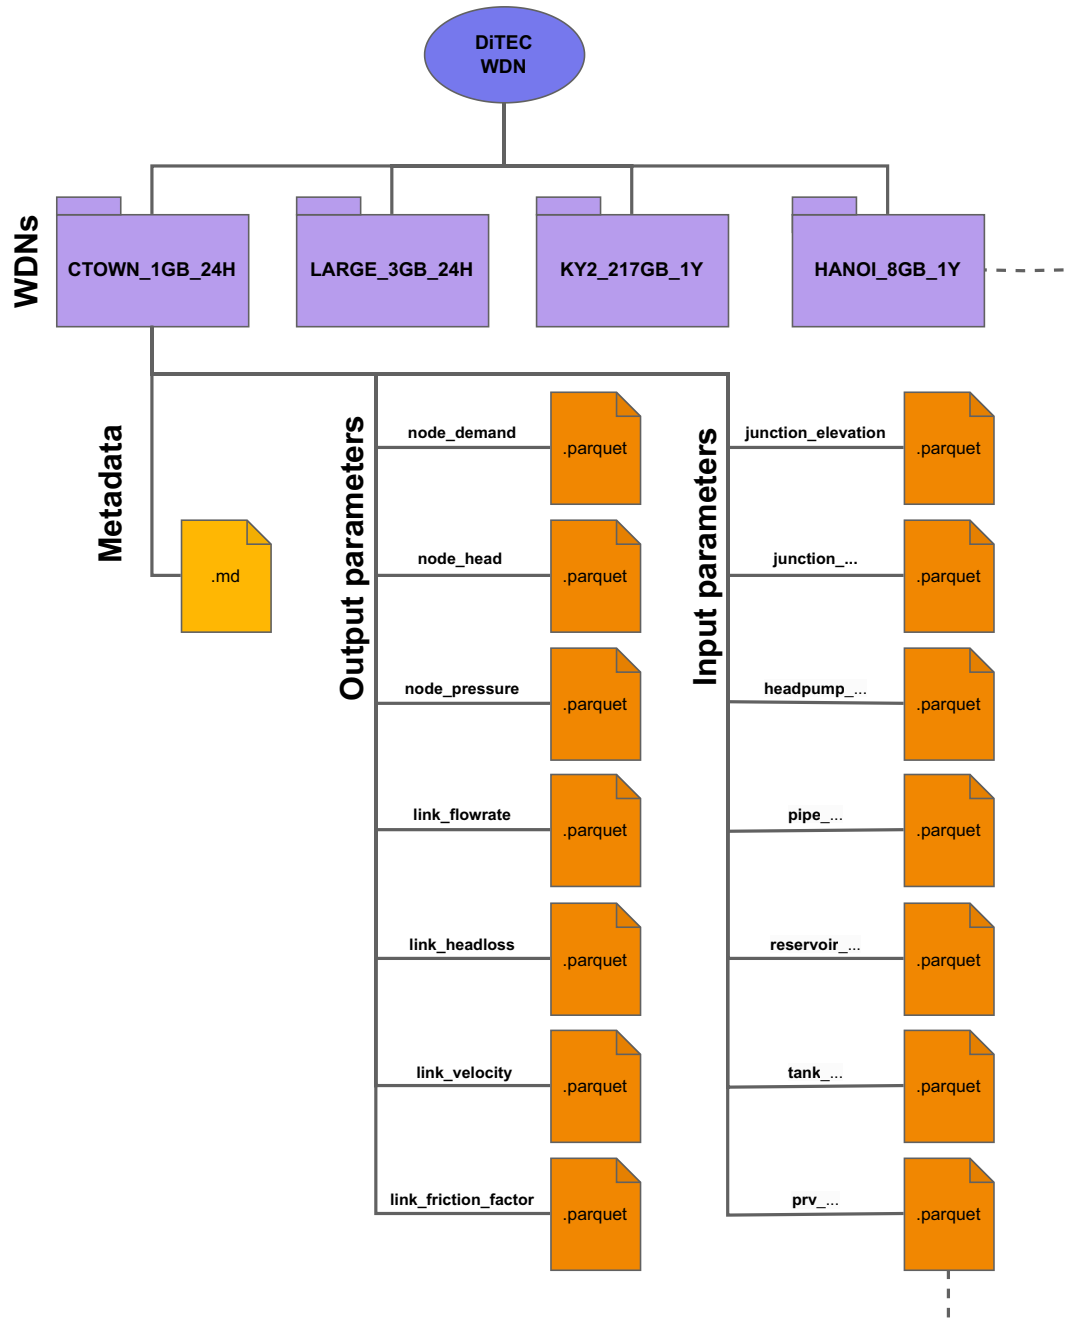 DiTEC
WDN
WDNs
CTOWN_1GB_24H
LARGE_3GB_24H
KY2_217GB_1Y
HANOI_8GB_1Y
Metadata
.md
Output parameters
node_demand
.parquet
node_head
.parquet
node_pressure
.parquet
link_flowrate
.parquet
link_headloss
.parquet
link_velocity
.parquet
link_friction_factor
.parquet
Input parameters
junction_elevation
.parquet
junction_...
.parquet
headpump_...
.parquet
pipe_...
.parquet
reservoir_...
.parquet
tank_...
.parquet
prv_...
.parquet